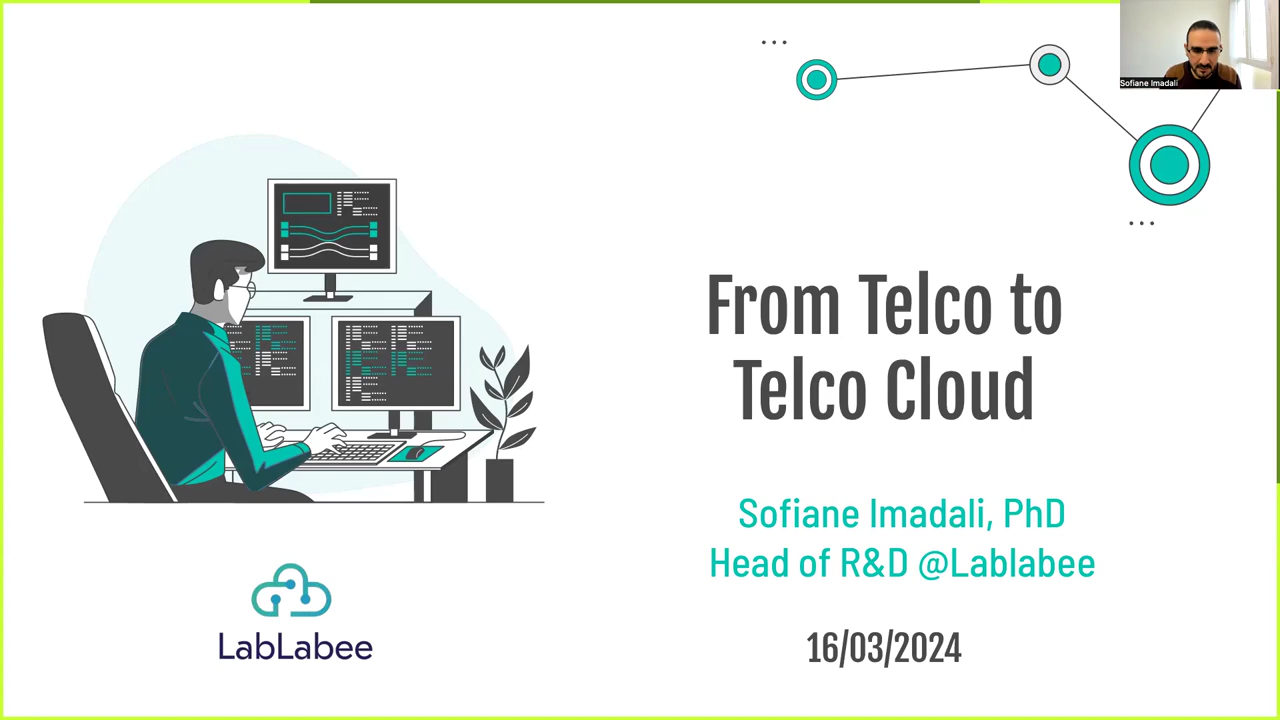 Sofiane Imadali
From Telco to
Telco Cloud
Sofiane Imadali, PhD
Head of R&D @Lablabee
16/03/2024
LabLabee